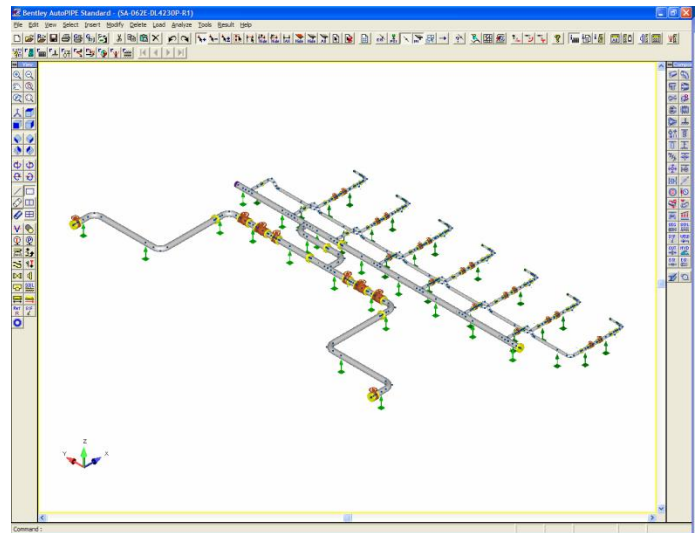 Bentley AutoPIPE Standard - (SA-062E-DL4230P-R1)
File Edit View Select Insert Modify Delete Load Analyze Tools Result Help
Z
Y X
Command :